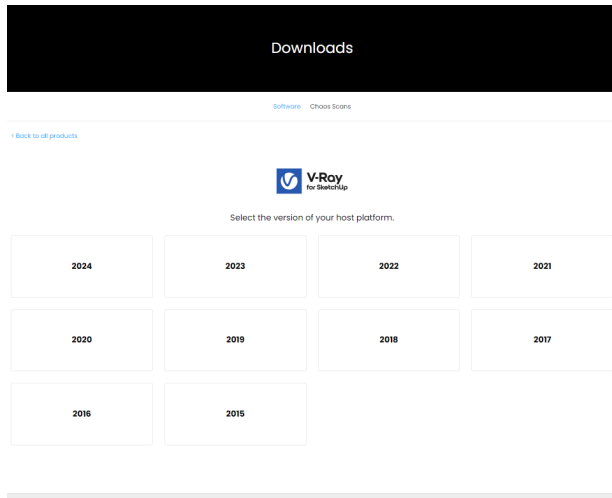 Downloads
Software Chaos Scans
< Back to all products
V-Ray
for SketchUp
Select the version of your host platform.
2024 2023 2022 2021
2020 2019 2018 2017
2016 2015